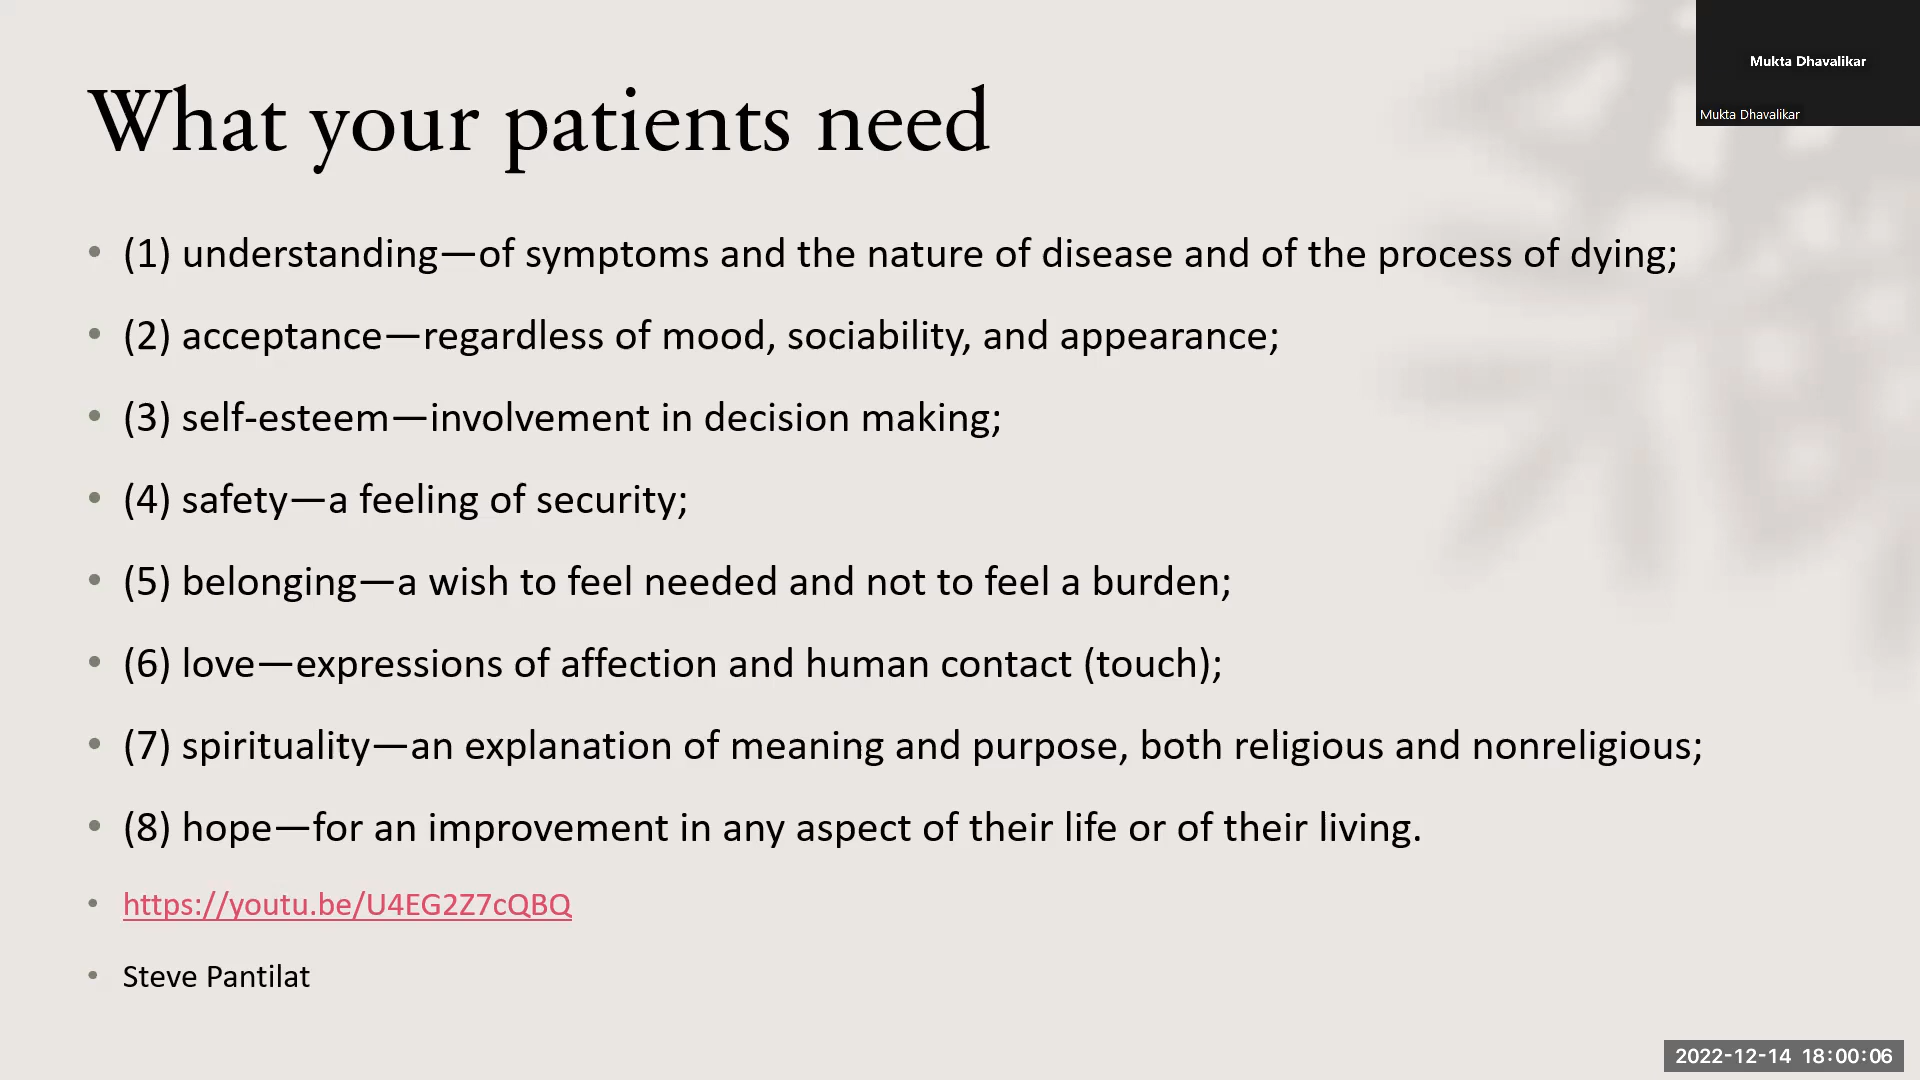 What your patients need
Mukta Dhavalikar
Mukta Dhavalikar
• (1) understanding—of symptoms and the nature of disease and of the process of dying;
• (2) acceptance—regardless of mood, sociability, and appearance;
• (3) self-esteem—involvement in decision making;
• (4) safety—a feeling of security;
• (5) belonging—a wish to feel needed and not to feel a burden;
• (6) love—expressions of affection and human contact (touch);
• (7) spirituality—an explanation of meaning and purpose, both religious and nonreligious;
• (8) hope—for an improvement in any aspect of their life or of their living.
• https://youtu.be/U4EG2Z7cQBQ
• Steve Pantilat
2022-12-14 18:00:06